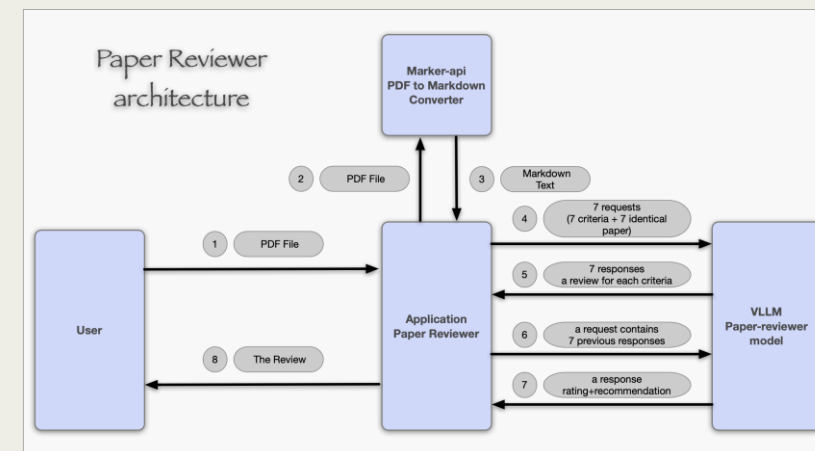 Paper Reviewer
architecture
Marker-api
PDF to Markdown
Converter
2
PDF File
3
Markdown
Text
4
7 requests
(7 criteria + 7 identical
paper)
1
PDF File
5
7 responses
a review for each criteria
User
Application
Paper Reviewer
VLLM
Paper-reviewer
model
6
a request contains
7 previous responses
8
The Review
7
a response
rating+recommendation